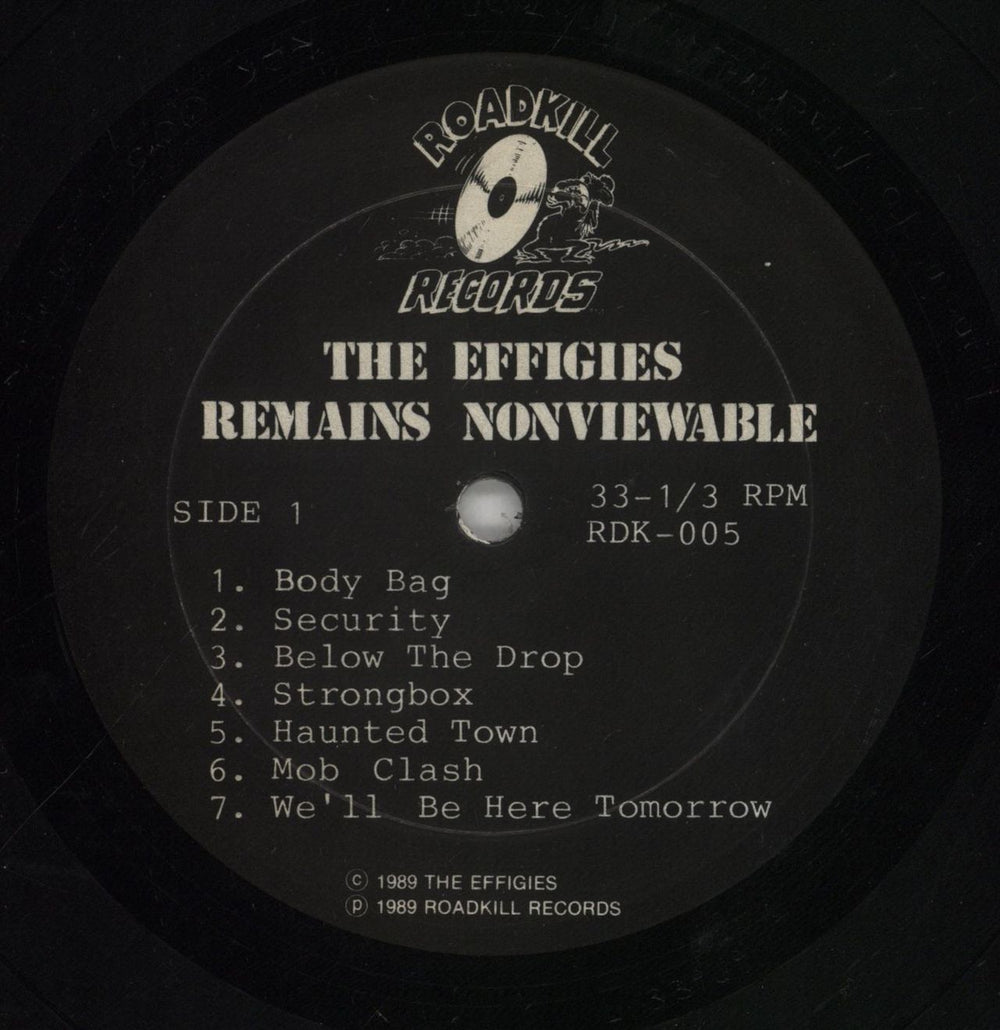 ROADKILL
RECORDS
THE EFFIGIES
REMAINS NONVIEWABLE
SIDE 1
33-1/3 RPM
RDK-005
1. Body Bag
2. Security
3. Below The Drop
4. Strongbox
5. Haunted Town
6. Mob Clash
7. We'll Be Here Tomorrow
© 1989 THE EFFIGIES
℗ 1989 ROADKILL RECORDS